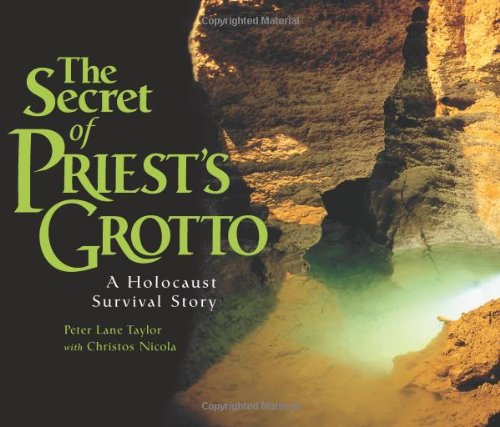 Copyrighted Material
The
Secret
of
Priest's
Grotto
A Holocaust
Survival Story
Peter Lane Taylor
with Christos Nicola
Copyrighted Material